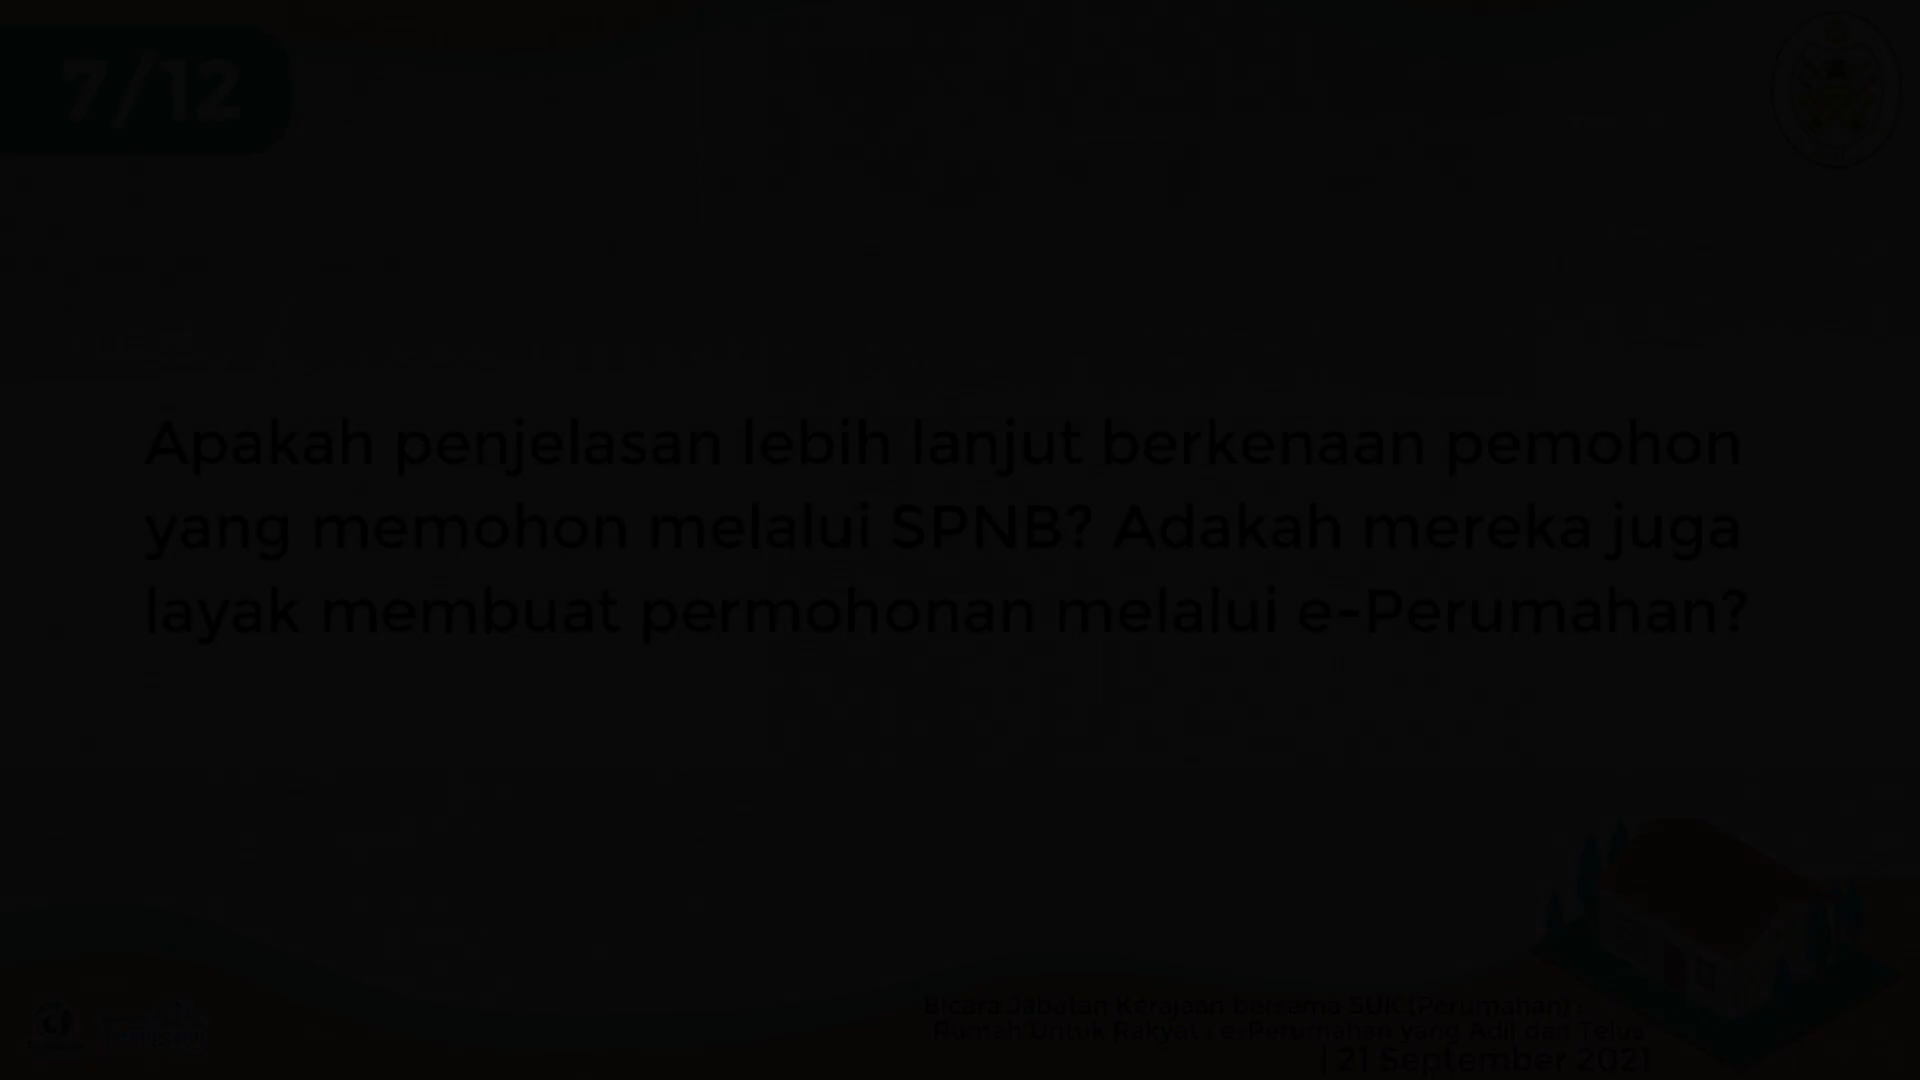 7/12
Apakah penjelasan lebih lanjut berkenaan pemohon
yang memohon melalui SPNB? Adakah mereka juga
layak membuat permohonan melalui e-Perumahan?
Bicara Jabatan Kerajaan bersama SUK (Perumahan) :
Rumah Untuk Rakyat : e-Perumahan yang Adil dan Telus
| 21 September 2021